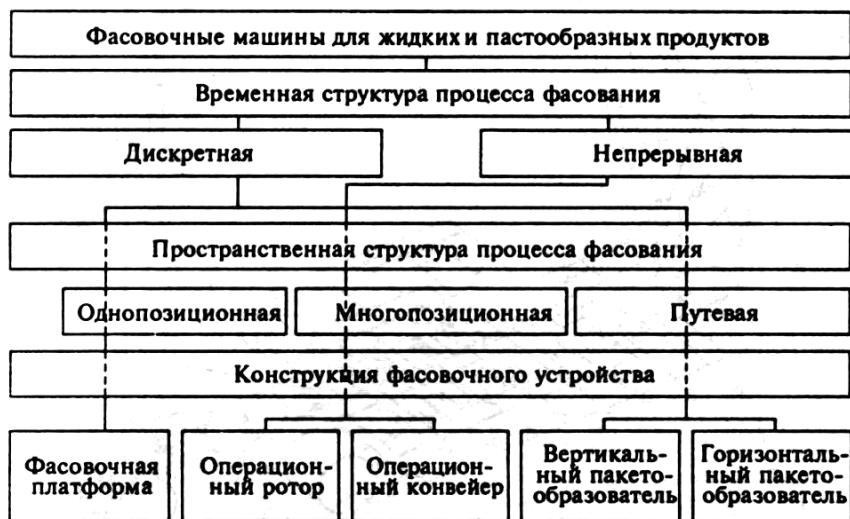 Фасовочные машины для жидких и пастообразных продуктов
Временная структура процесса фасования
Дискретная
Непрерывная
Пространственная структура процесса фасования
Однопозиционная
Многопозиционная
Путевая
Конструкция фасовочного устройства
Фасовочная
платформа
Операцион-
ный ротор
Операцион-
ный конвейер
Вертикаль-
ный пакето-
образователь
Горизонталь-
ный пакето-
образователь